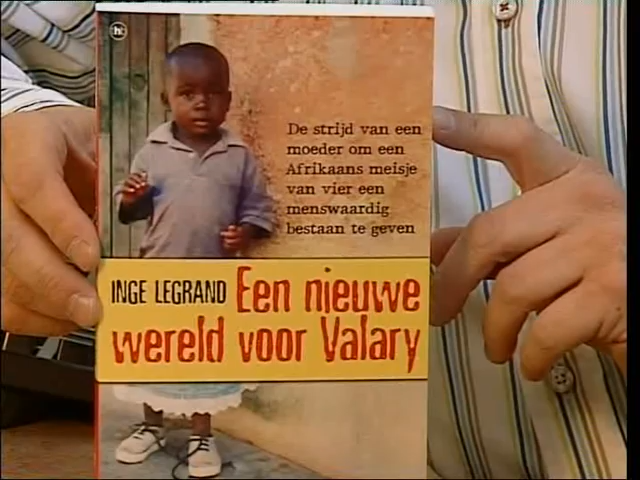 De strijd van een
moeder om een
Afrikaans meisje
van vier een
menswaardig
bestaan te geven
INGE LEGRAND Een nieuwe
wereld voor Valary